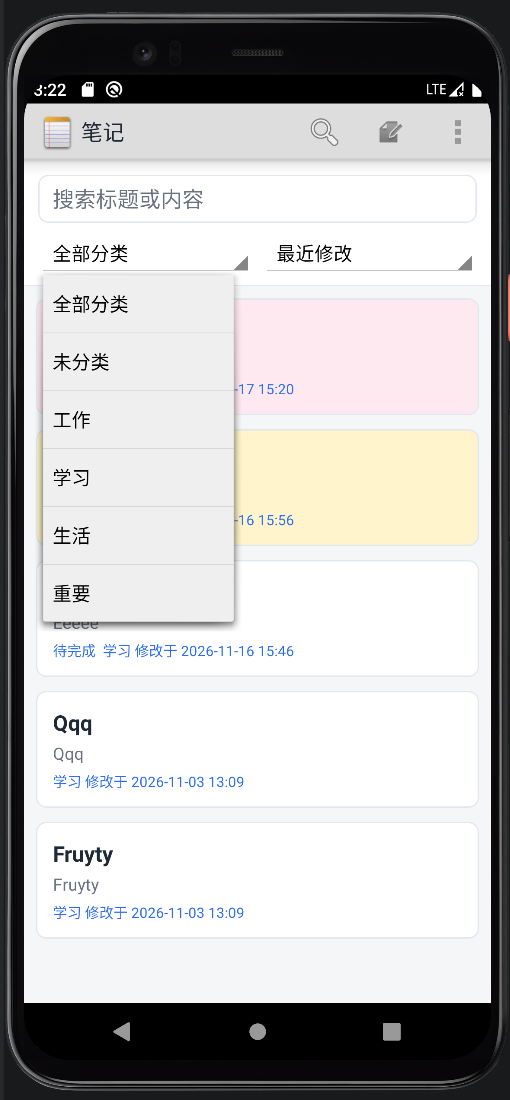 3:22 LTE
笔记
搜索标题或内容
全部分类 最近修改
全部分类
未分类
-17 15:20
工作
学习
-16 15:56
生活
重要
Eeeee
待完成 学习 修改于 2026-11-16 15:46
Qqq
Qqq
学习 修改于 2026-11-03 13:09
Fruyty
Fruyty
学习 修改于 2026-11-03 13:09